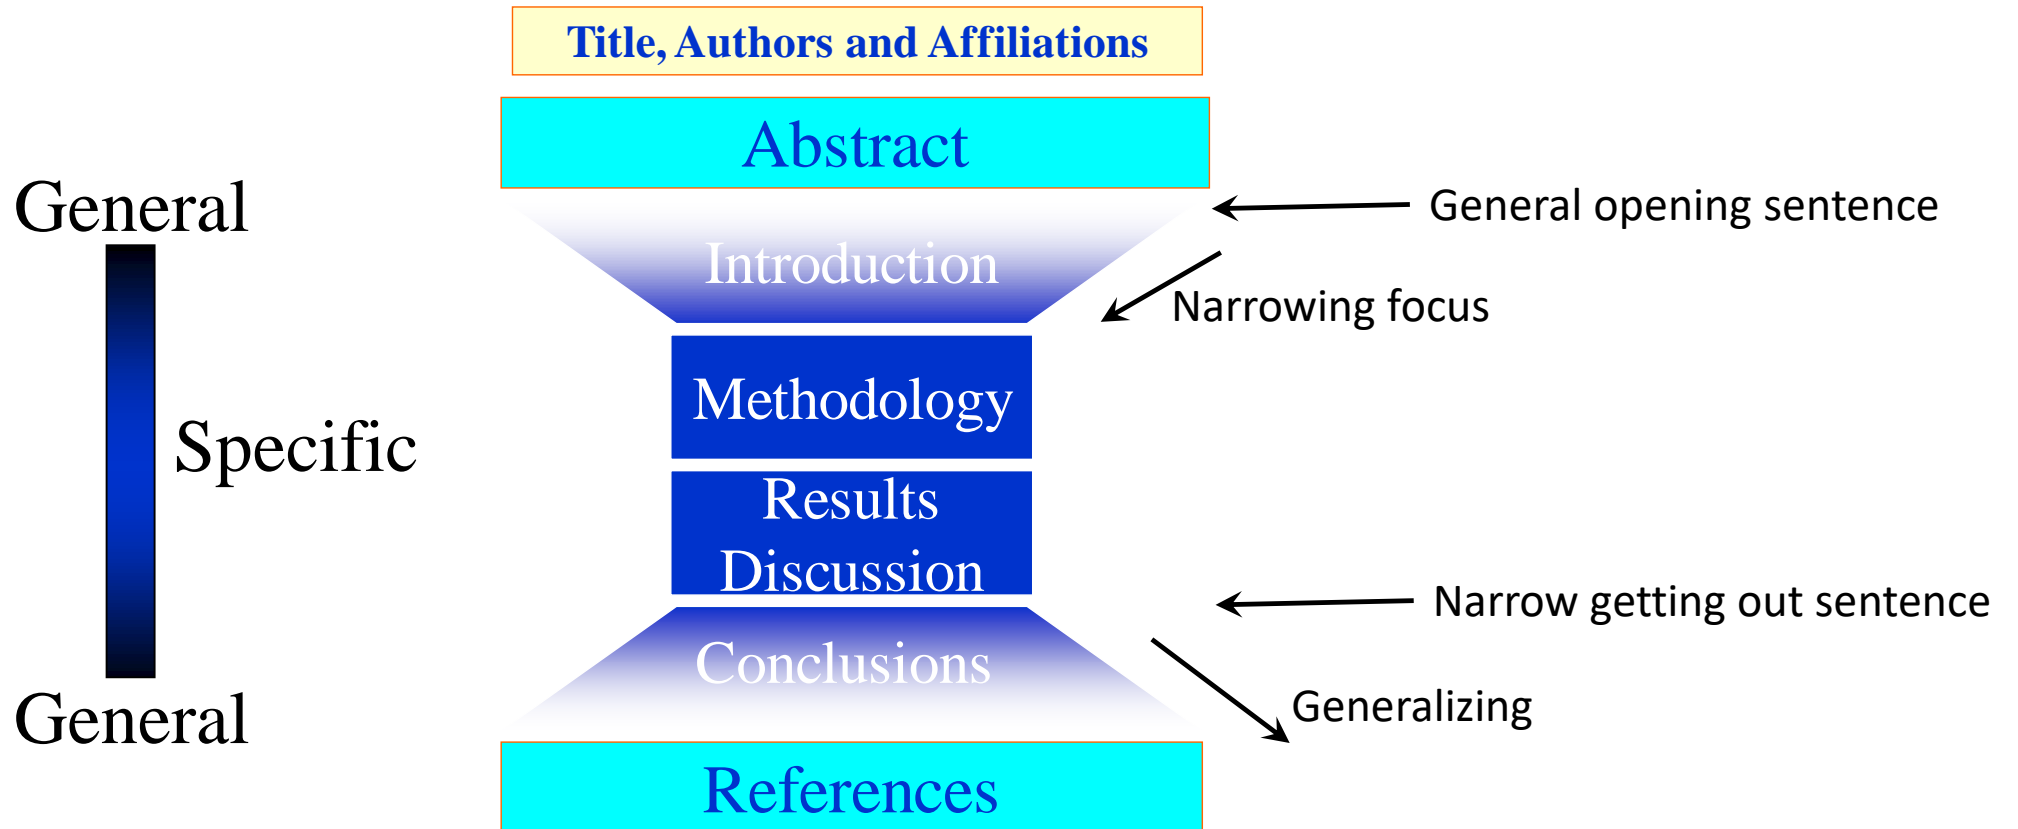 Title, Authors and Affiliations
Abstract
General
General opening sentence
Introduction
Narrowing focus
Methodology
Specific
Results
Discussion
Narrow getting out sentence
Conclusions
Generalizing
General
References